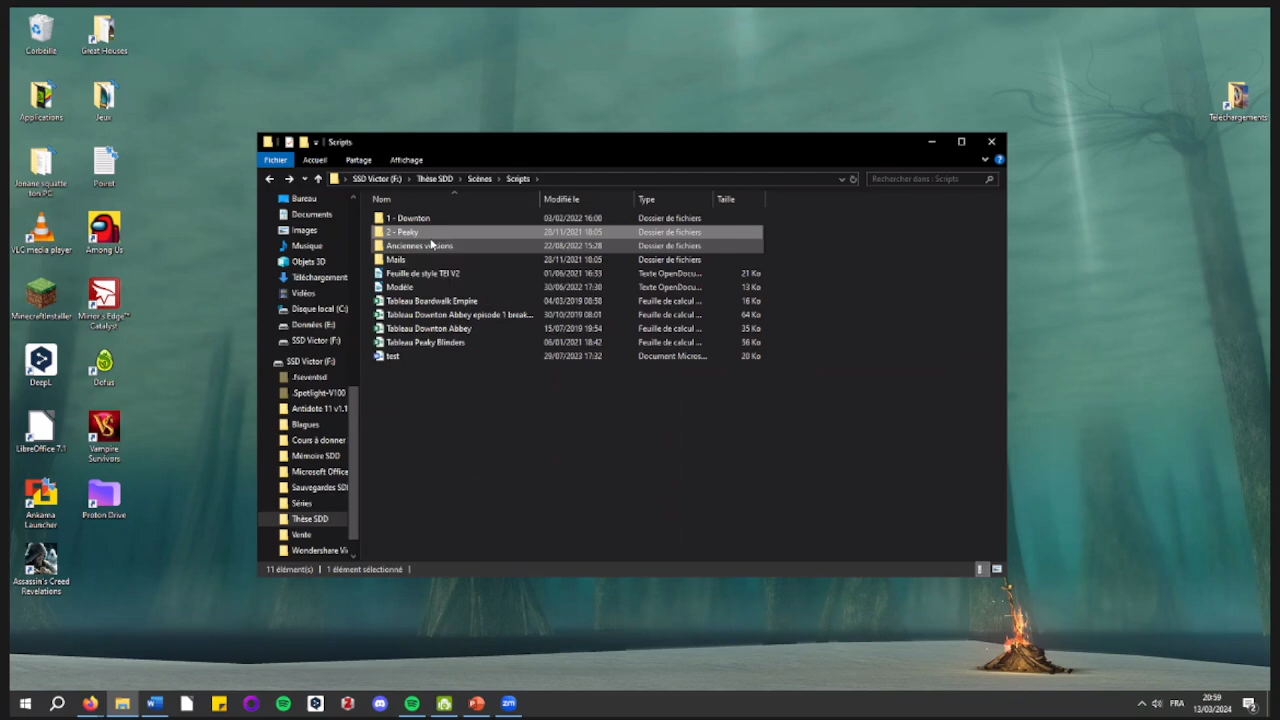 Corbeille
Great Houses
Applications
Jeux
Téléchargements
Jonane squatte
ton PC
Poirot
VLC media player
Among Us
Minecraftinstaller
Mirror's Edge™
Catalyst
DeepL
Dofus
LibreOffice 7.1
Vampire
Survivors
Ankama
Launcher
Proton Drive
Assassin's Creed
Revelations
Scripts
Fichier Accueil Partage Affichage
SSD Victor (F:) Thèse SDD Scènes Scripts
Rechercher dans : Scripts
Bureau
Documents
Images
Musique
Objets 3D
Téléchargement
Vidéos
Disque local (C:)
Données (E:)
SSD Victor (F:)
SSD Victor (F:)
.fseventsd
.Spotlight-V100
Antidote 11 v1.1
Blagues
Cours à donner
Mémoire SDD
Microsoft Office
Sauvegardes SDD
Séries
Thèse SDD
Vente
Wondershare Vi
Nom Modifié le Type Taille
1 - Downton 03/02/2022 16:00 Dossier de fichiers
2 - Peaky 28/11/2021 18:05 Dossier de fichiers
Anciennes versions 22/08/2022 15:28 Dossier de fichiers
Mails 28/11/2021 18:05 Dossier de fichiers
Feuille de style TEI V2 01/06/2021 16:33 Texte OpenDocu... 21 Ko
Modèle 30/06/2022 17:30 Texte OpenDocu... 13 Ko
Tableau Boardwalk Empire 04/03/2019 08:58 Feuille de calcul ... 16 Ko
Tableau Downton Abbey episode 1 break... 30/10/2019 08:01 Feuille de calcul ... 64 Ko
Tableau Downton Abbey 15/07/2019 19:54 Feuille de calcul ... 35 Ko
Tableau Peaky Blinders 06/01/2021 18:42 Feuille de calcul ... 56 Ko
test 29/07/2023 17:32 Document Micros... 20 Ko
11 élément(s) 1 élément sélectionné
FRA
20:59
13/03/2024